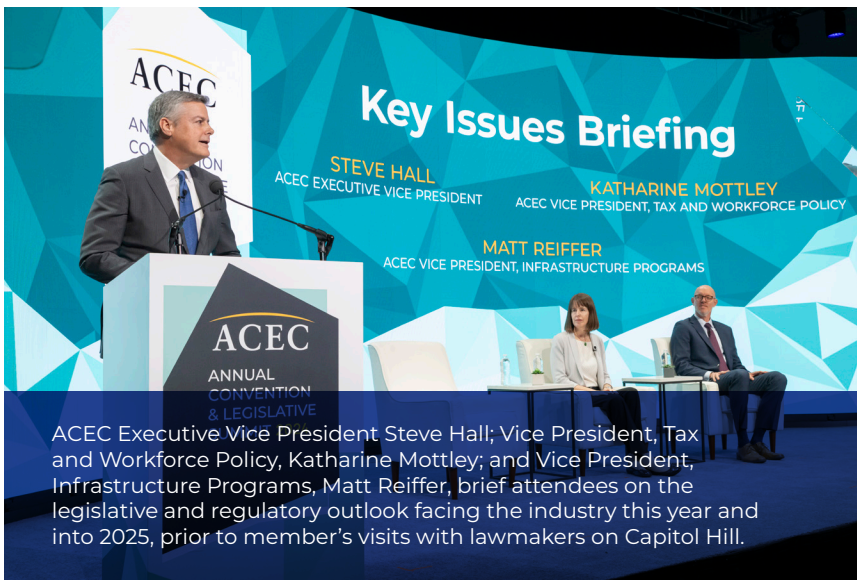 ACEC
AN
CO
ION
E
Key Issues Briefing
STEVE HALL
ACEC EXECUTIVE VICE PRESIDENT
KATHARINE MOTTLEY
ACEC VICE PRESIDENT, TAX AND WORKFORCE POLICY
MATT REIFFER
ACEC VICE PRESIDENT, INFRASTRUCTURE PROGRAMS
ACEC
ANNUAL
CONVENTION
& LEGISLATIVE
ACEC Executive Vice President Steve Hall; Vice President, Tax
and Workforce Policy, Katharine Mottley; and Vice President,
Infrastructure Programs, Matt Reiffer, brief attendees on the
legislative and regulatory outlook facing the industry this year and
into 2025, prior to member’s visits with lawmakers on Capitol Hill.